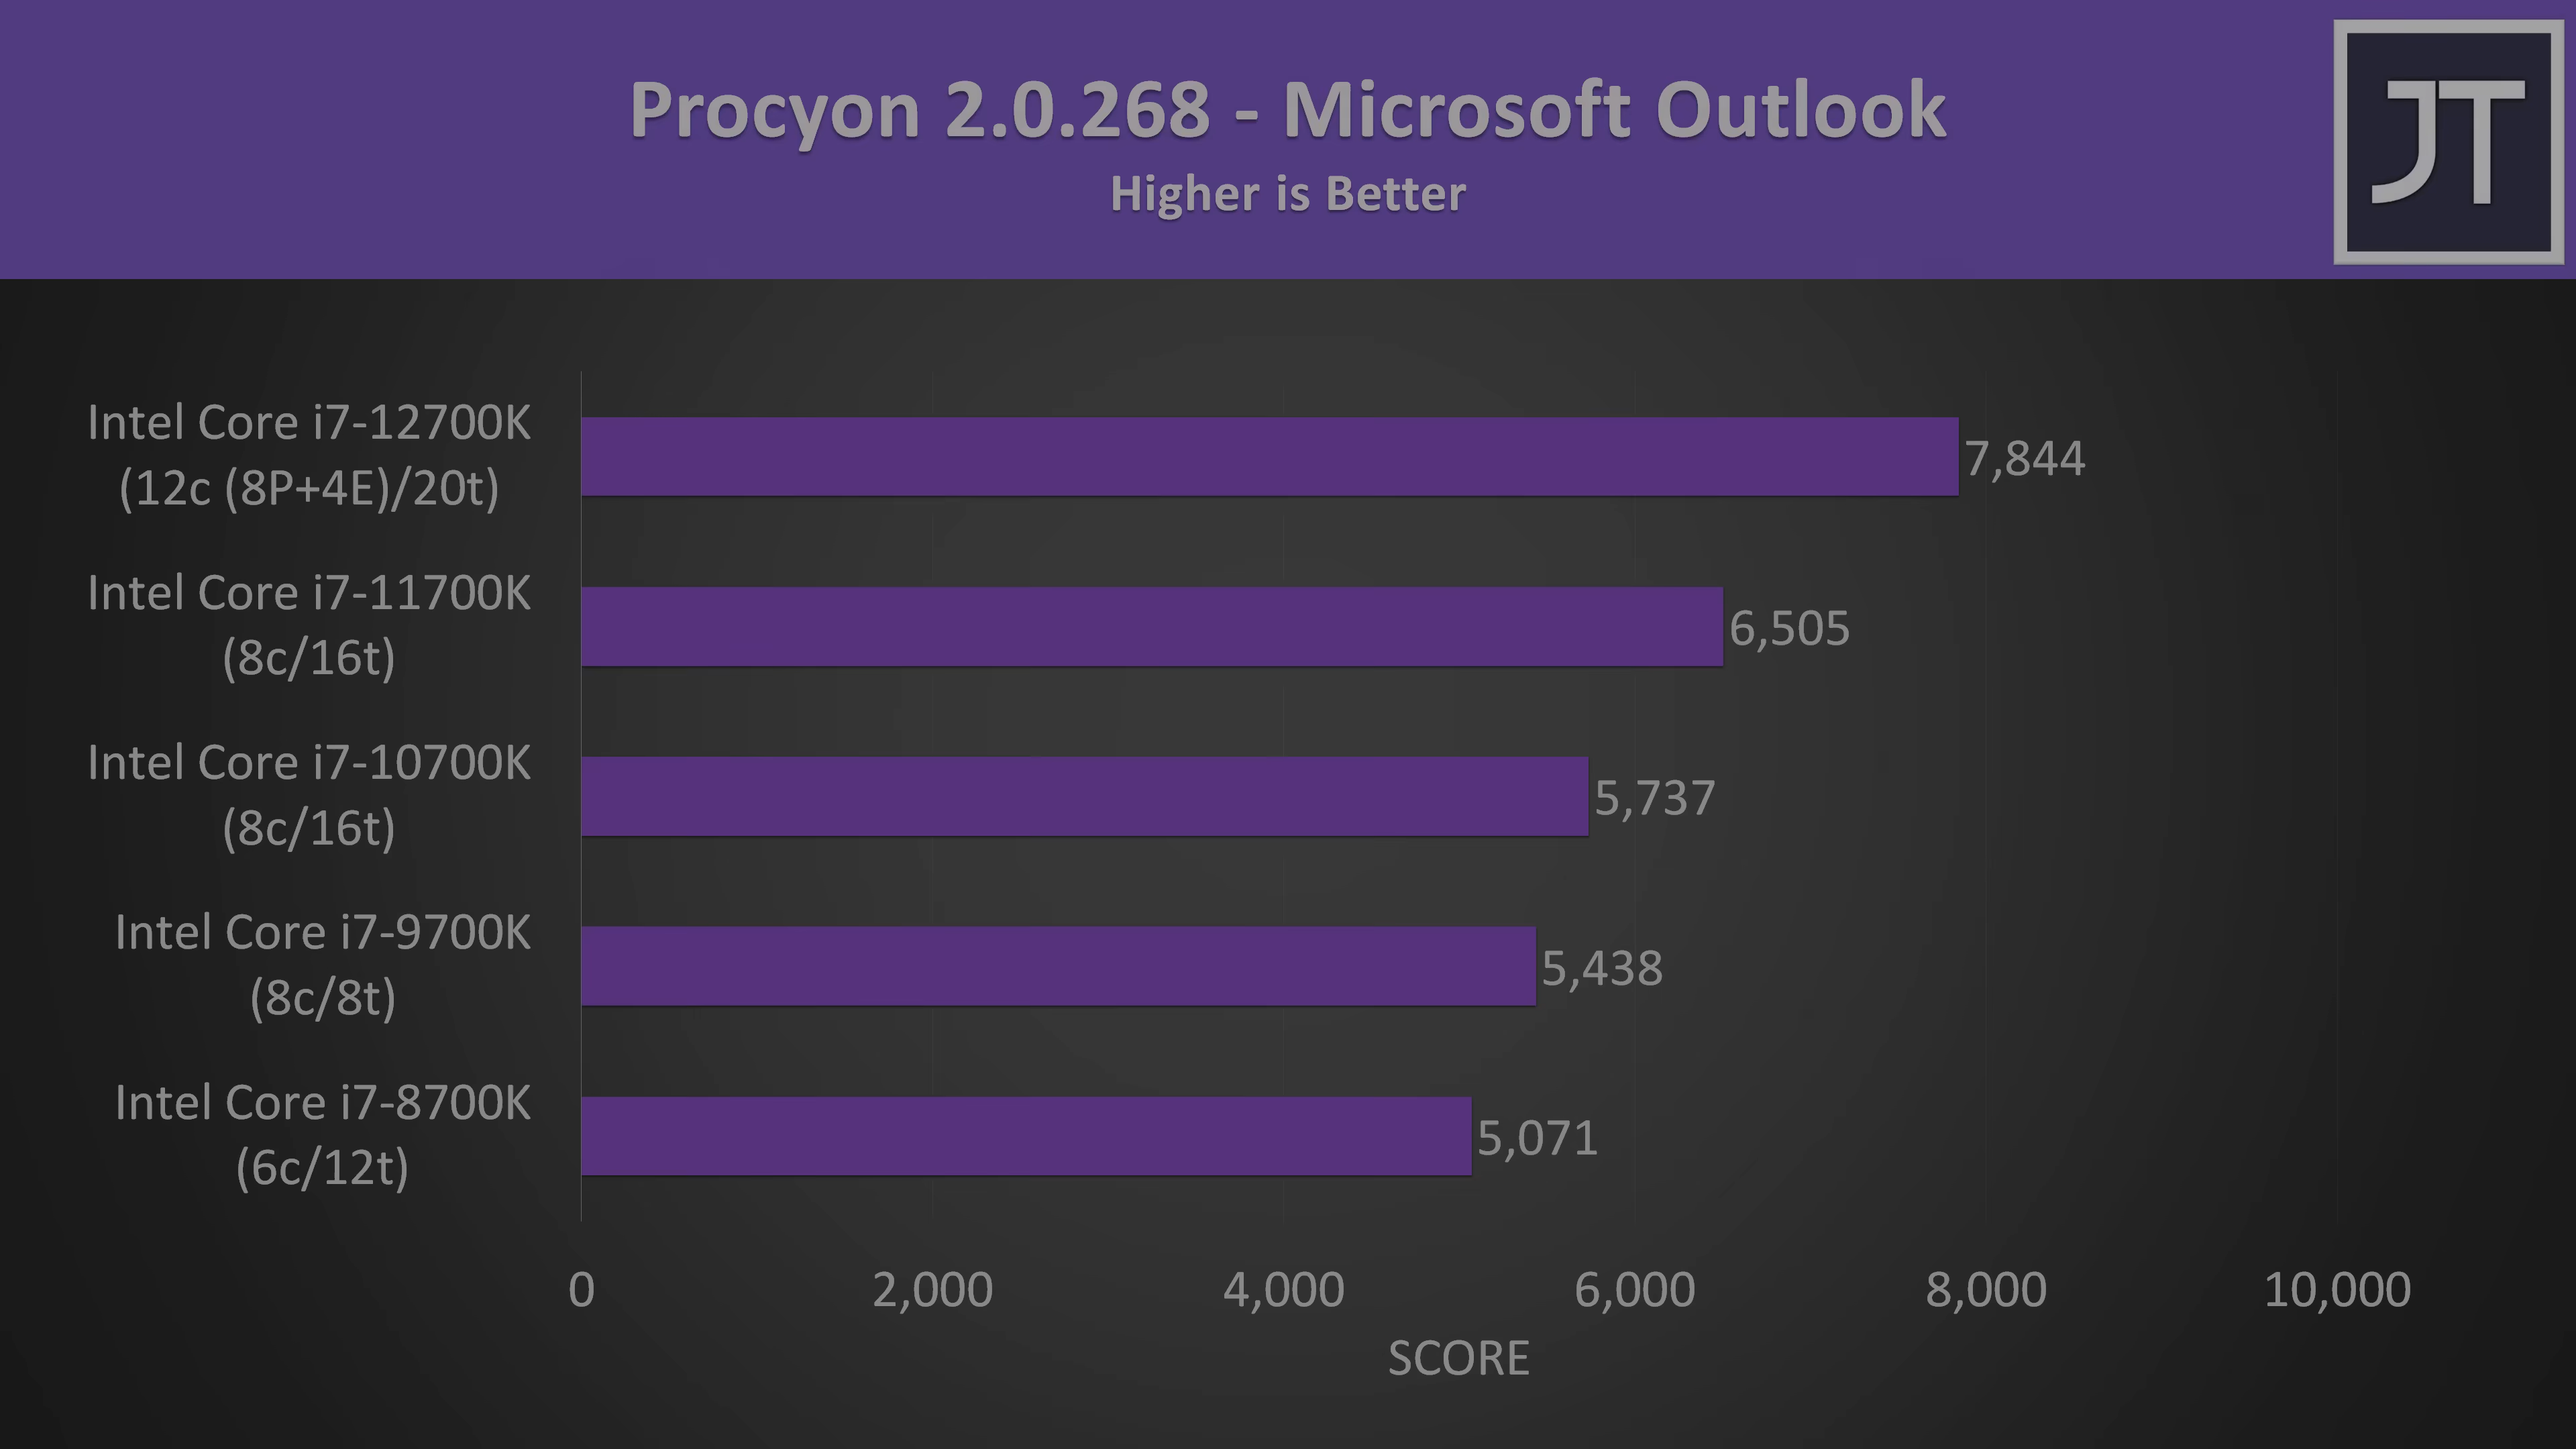 Procyon 2.0.268 - Microsoft Outlook
Higher is Better
JT
Intel Core i7-12700K
(12c (8P+4E)/20t)
7,844
Intel Core i7-11700K
(8c/16t)
6,505
Intel Core i7-10700K
(8c/16t)
5,737
Intel Core i7-9700K
(8c/8t)
5,438
Intel Core i7-8700K
(6c/12t)
5,071
0 2,000 4,000 6,000 8,000 10,000
SCORE